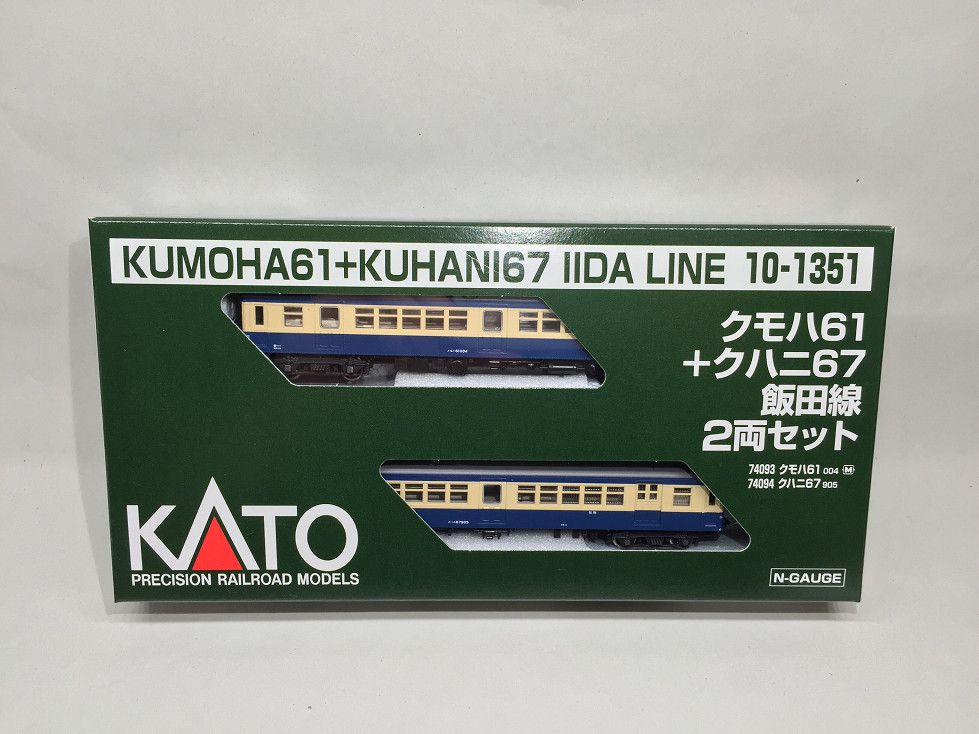 KUMOHA61+KUHANI67 IIDA LINE 10-1351
クモハ61
+クハニ67
飯田線
2両セット
74093 クモハ61 004 M
74094 クハニ67 905
KATO
PRECISION RAILROAD MODELS
N-GAUGE